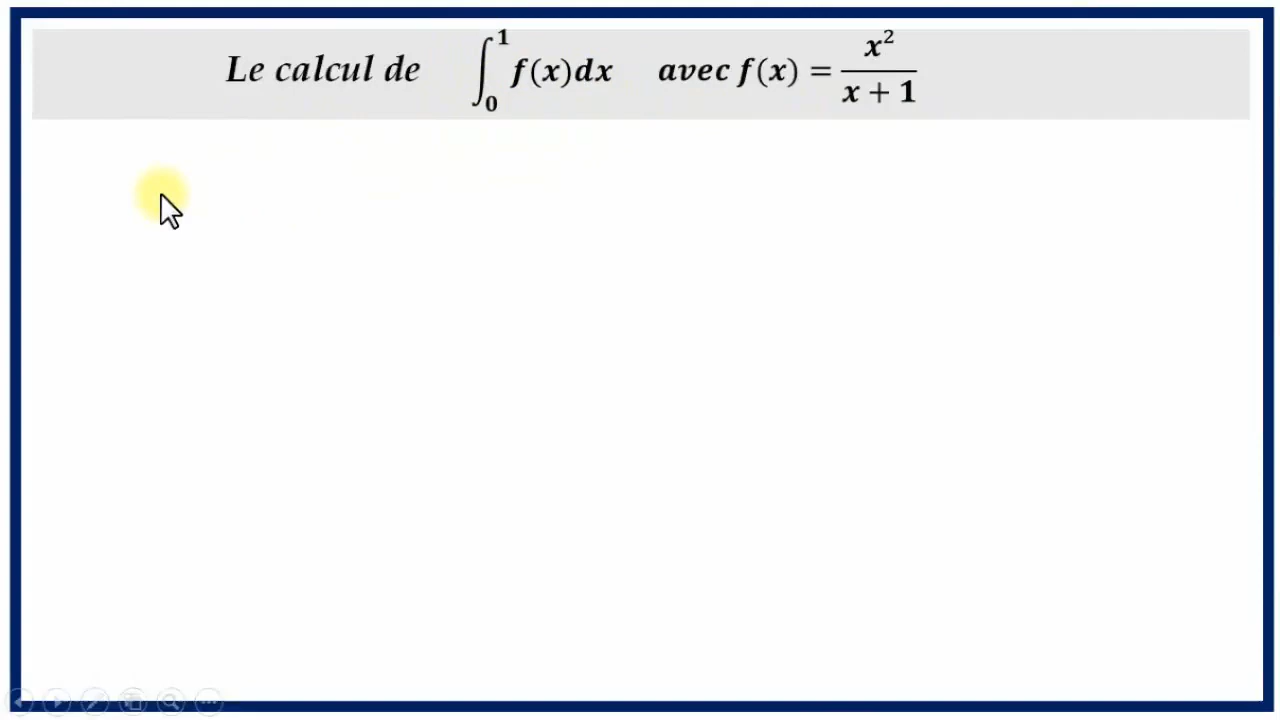 Le calcul de ∫₀¹ f(x)dx avec f(x) = x²/(x + 1)